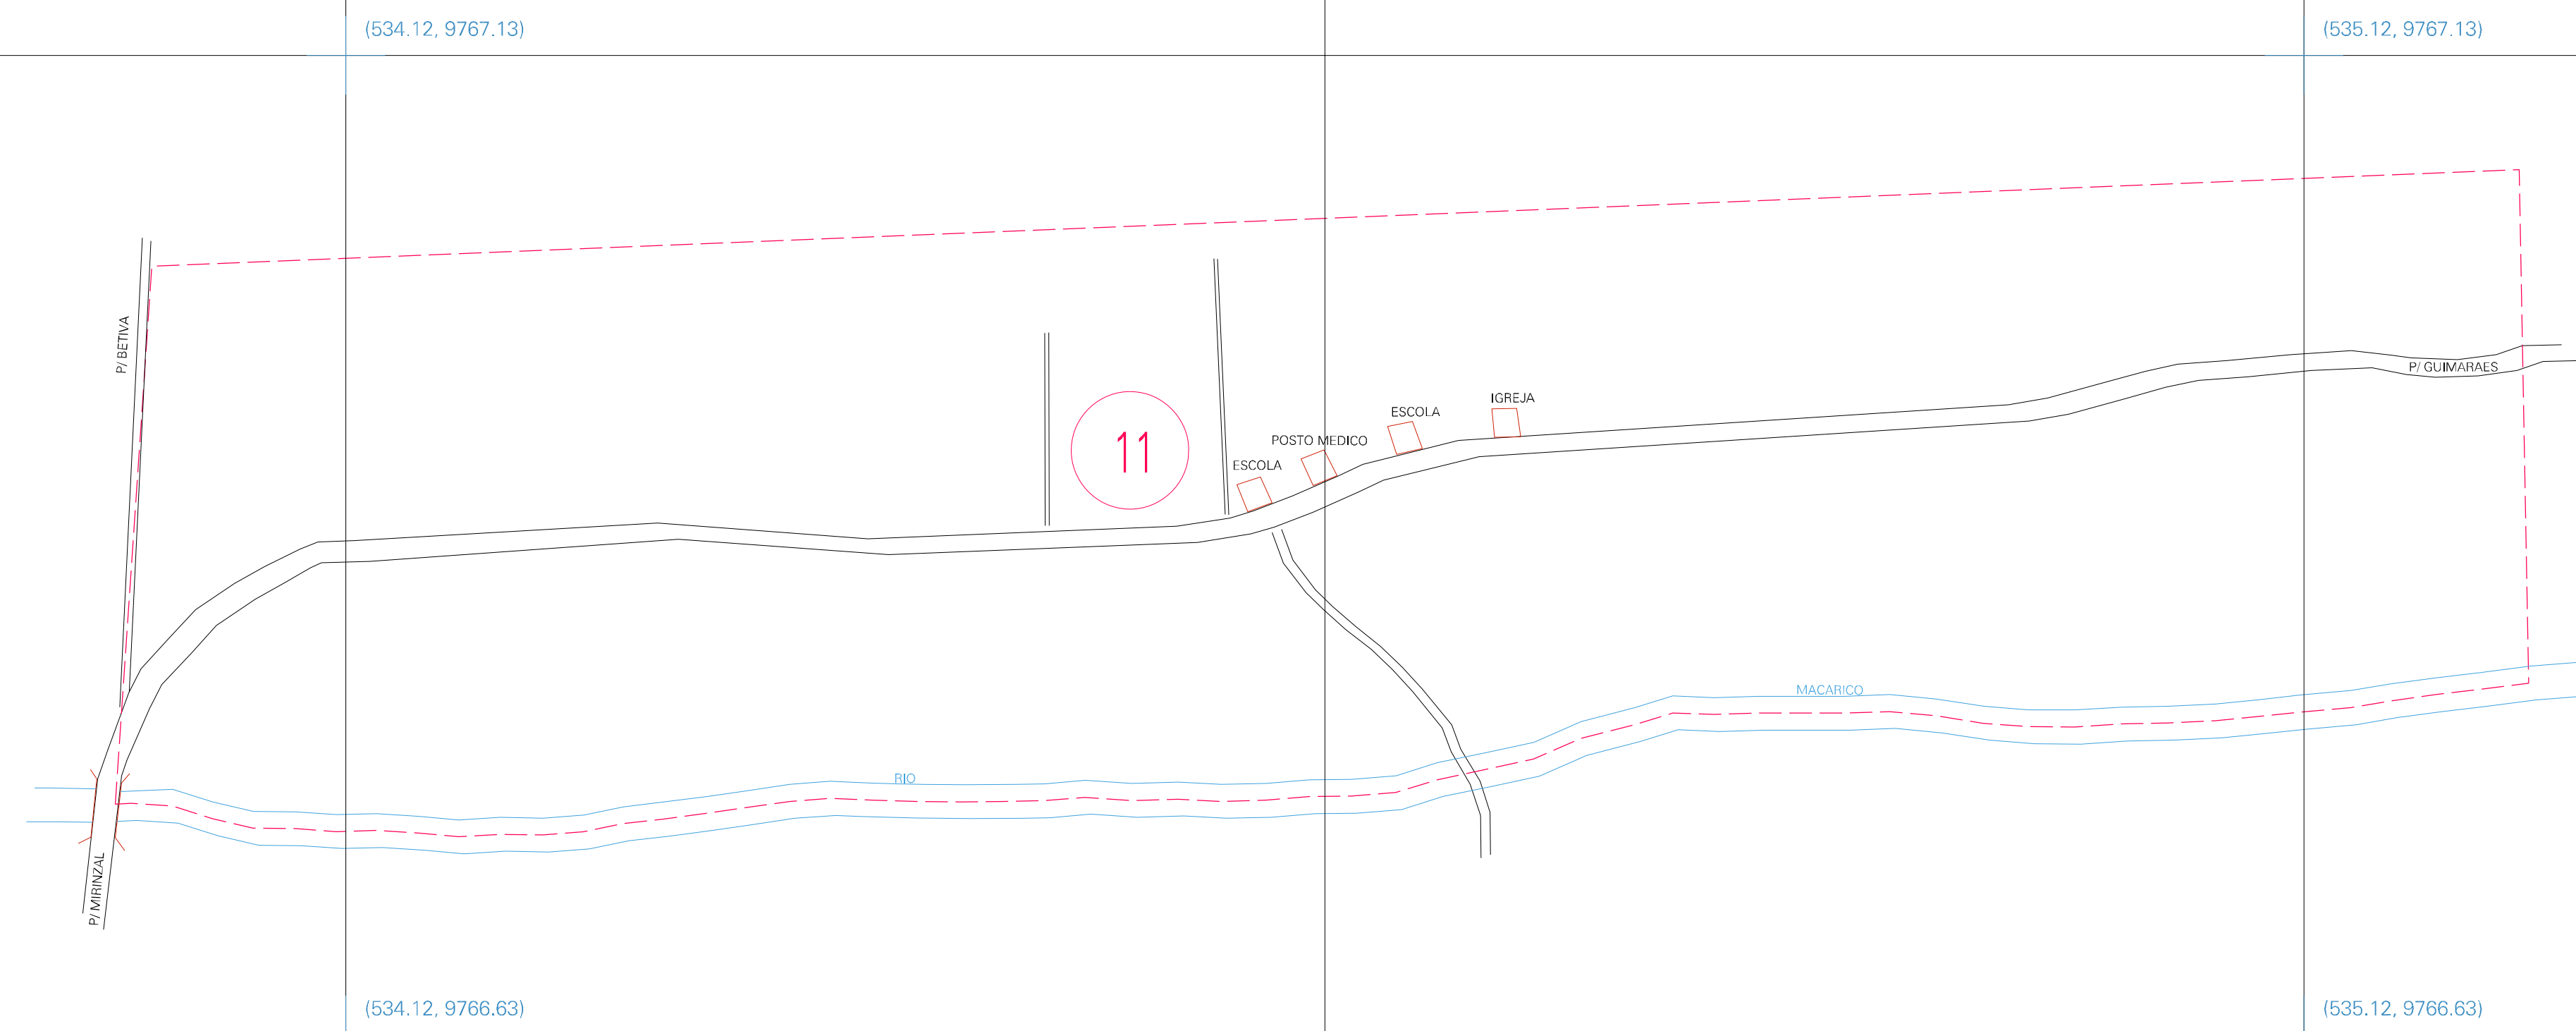 (534.12, 9767.13)
(535.12, 9767.13)
P/ BETIVA
P/ GUIMARAES
IGREJA
ESCOLA
POSTO MEDICO
11
ESCOLA
MACARICO
RIO
P/ MIRINZAL
(534.12, 9766.63)
(535.12, 9766.63)